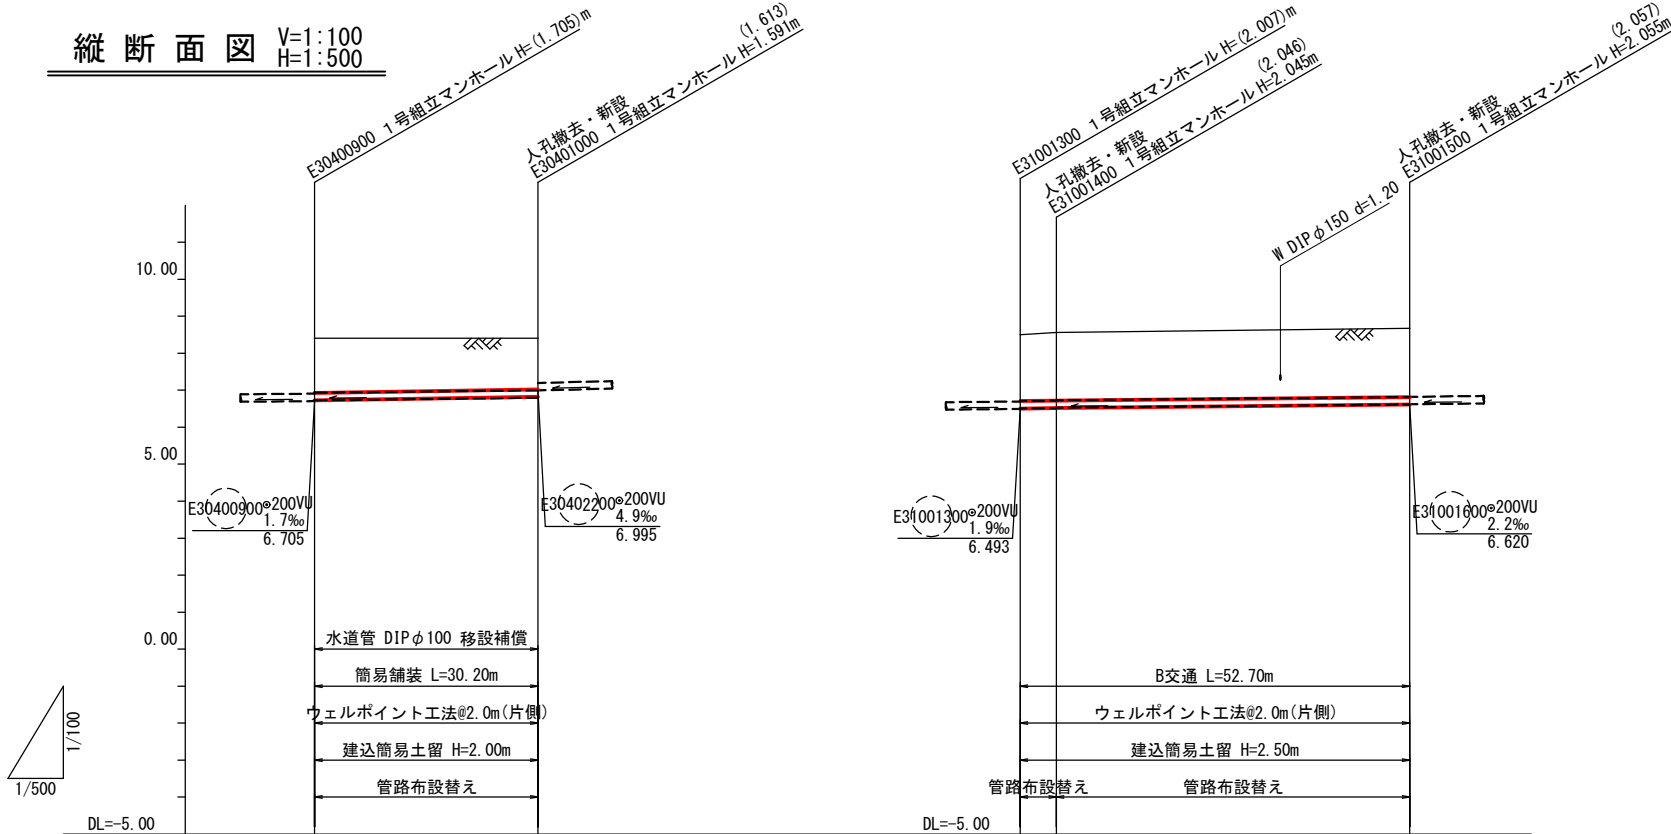 縦断面図 V=1:100
H=1:500
E30400900 1号組立マンホール H=(1.705)m
(1.613)
人孔撤去・新設
E30401000 1号組立マンホール H=1.591m
E31001300 1号組立マンホール H=(2.007)m
(2.046)
人孔撤去・新設
E31001400 1号組立マンホール H=2.045m
(2.057)
人孔撤去・新設
E31001500 1号組立マンホール H=2.055m
W DIPφ150 d=1.20
10.00
5.00
0.00
DL=-5.00
E30400900 ⊙200VU
1.7‰
6.705
E30402200 ⊙200VU
4.9‰
6.995
E31001300 ⊙200VU
1.9‰
6.493
E31001600 ⊙200VU
2.2‰
6.620
水道管 DIPφ100 移設補償
簡易舗装 L=30.20m
ウェルポイント工法@2.0m(片側)
建込簡易土留 H=2.00m
管路布設替え
B交通 L=52.70m
ウェルポイント工法@2.0m(片側)
建込簡易土留 H=2.50m
管路布設替え
管路布設替え
1/100
1/500
DL=-5.00